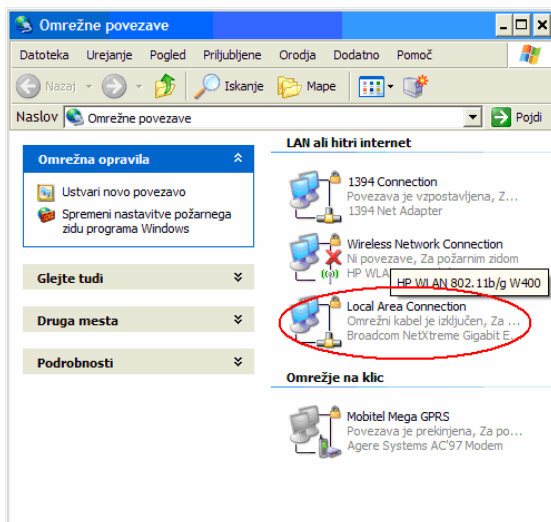 Omrežne povezave
Datoteka Urejanje Pogled Priljubljene Orodja Dodatno Pomoč
Nazaj Iskanje Mape
Naslov Omrežne povezave Pojdi
Omrežna opravila
Ustvari novo povezavo
Spremeni nastavitve požarnega
zidu programa Windows
Glejte tudi
Druga mesta
Podrobnosti
LAN ali hitri internet
1394 Connection
Povezava je vzpostavljena, Z...
1394 Net Adapter
Wireless Network Connection
Ni povezave, Za požarnim zidom
HP WLA
HP WLAN 802.11b/g W400
Local Area Connection
Omrežni kabel je izključen, Za ...
Broadcom NetXtreme Gigabit E...
Omrežje na klic
Mobitel Mega GPRS
Povezava je prekinjena, Za po...
Agere Systems AC'97 Modem